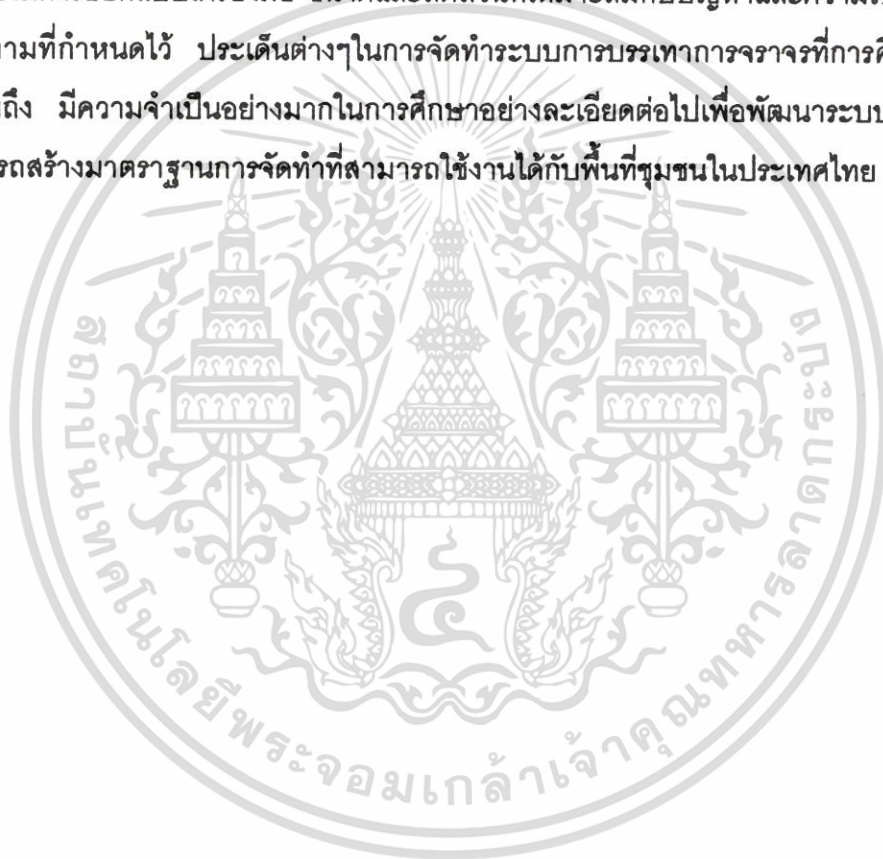 ามที่กำหนดไว้ ประเด็นต่างๆในการจัดทำระบบการบรรเทาการจราจรที่การศึ
ถึง มีความจำเป็นอย่างมากในการศึกษาอย่างละเอียดต่อไปเพื่อพัฒนาระบบ
รถสร้างมาตราฐานการจัดทำที่สามารถใช้งานได้กับพื้นที่ชุมชนในประเทศไทย
สถาบันเทคโนโลยีพระจอมเกล้าเจ้าคุณทหารลาดกระบัง